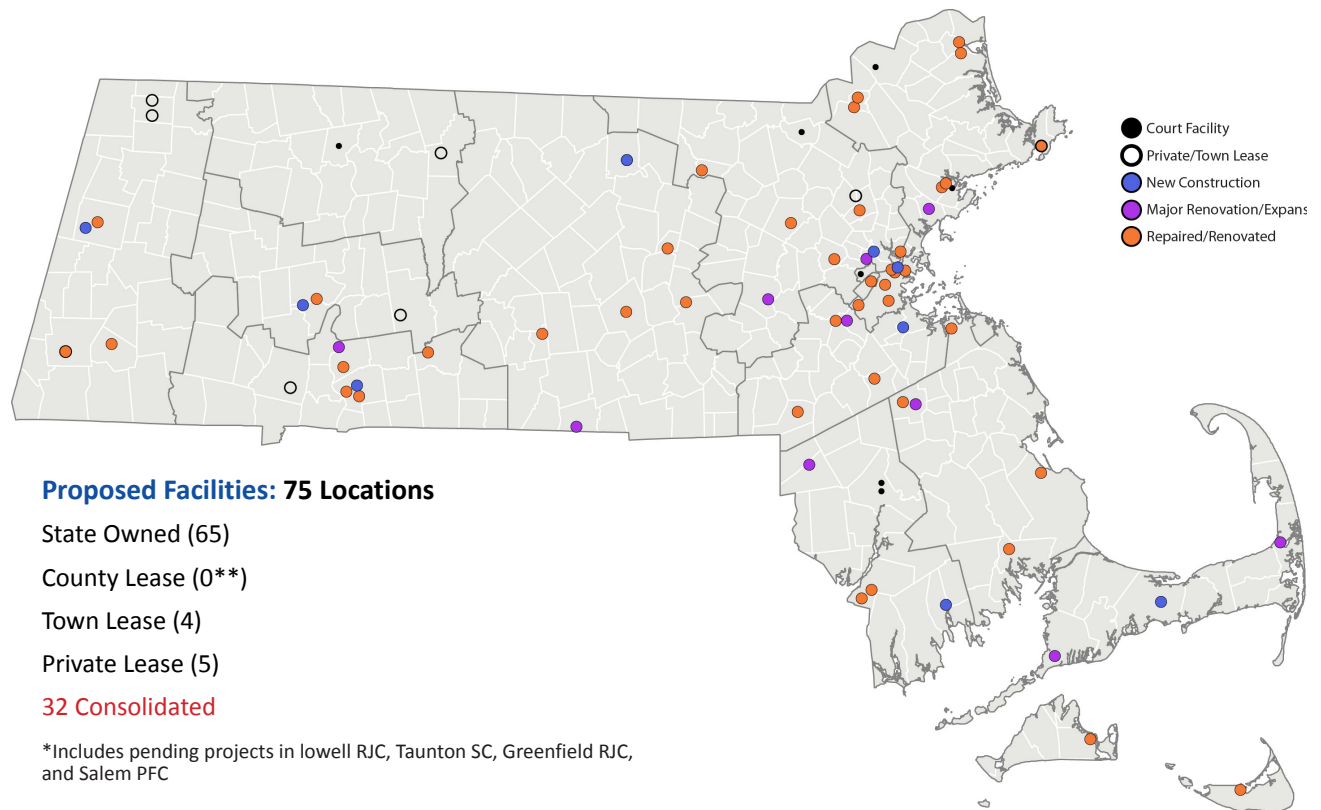 Court Facility
Private/Town Lease
New Construction
Major Renovation/Expans
Repaired/Renovated
Proposed Facilities: 75 Locations
State Owned (65)
County Lease (0**)
Town Lease (4)
Private Lease (5)
32 Consolidated
*Includes pending projects in lowell RJC, Taunton SC, Greenfield RJC,
and Salem PFC